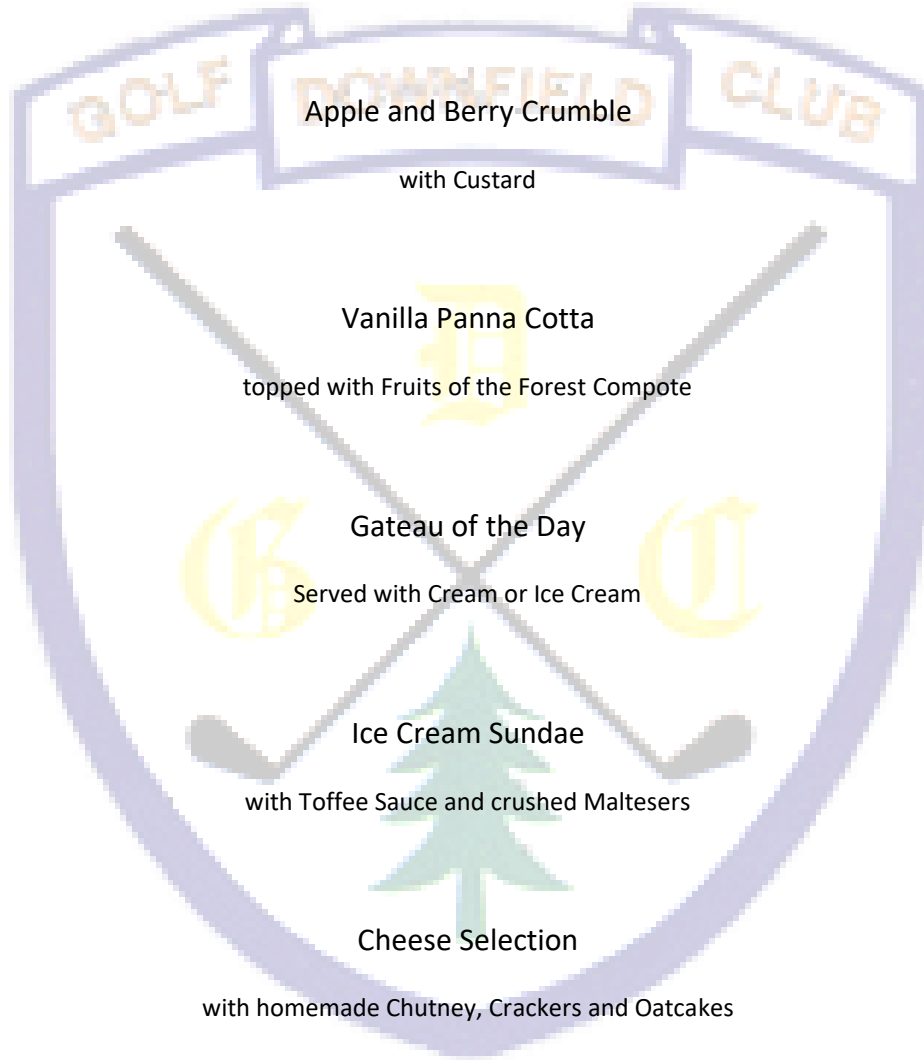 GOLF DOWNFIELD CLUB
Apple and Berry Crumble
with Custard
Vanilla Panna Cotta
topped with Fruits of the Forest Compote
D
Gateau of the Day
G C
Served with Cream or Ice Cream
Ice Cream Sundae
with Toffee Sauce and crushed Maltesers
Cheese Selection
with homemade Chutney, Crackers and Oatcakes